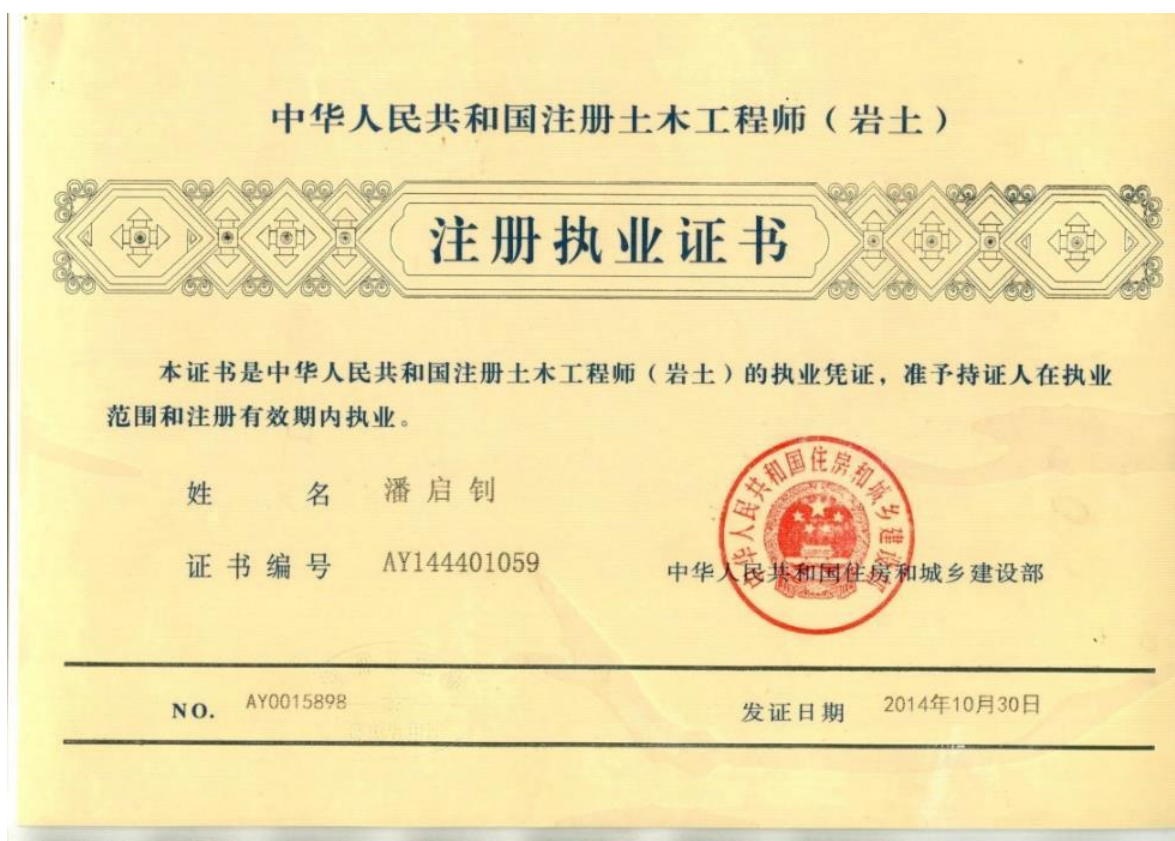 中华人民共和国注册土木工程师（岩土）
注册执业证书
本证书是中华人民共和国注册土木工程师（岩土）的执业凭证，准予持证人在执业
范围和注册有效期内执业。
姓 名 潘启钊
证书编号 AY144401059
中华人民共和国住房和城乡建设部
中华人民共和国住房和城乡建设部
NO. AY0015898
发证日期 2014年10月30日